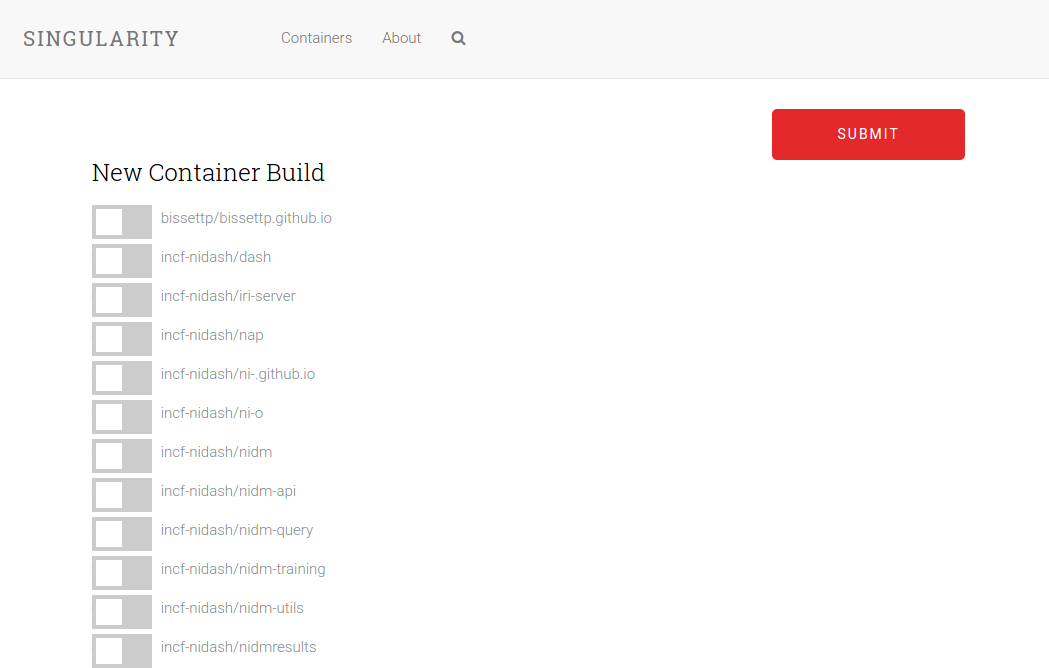 SINGULARITY Containers About
SUBMIT
New Container Build
bissettp/bissettp.github.io
incf-nidash/dash
incf-nidash/iri-server
incf-nidash/nap
incf-nidash/ni-.github.io
incf-nidash/ni-o
incf-nidash/nidm
incf-nidash/nidm-api
incf-nidash/nidm-query
incf-nidash/nidm-training
incf-nidash/nidm-utils
incf-nidash/nidmresults